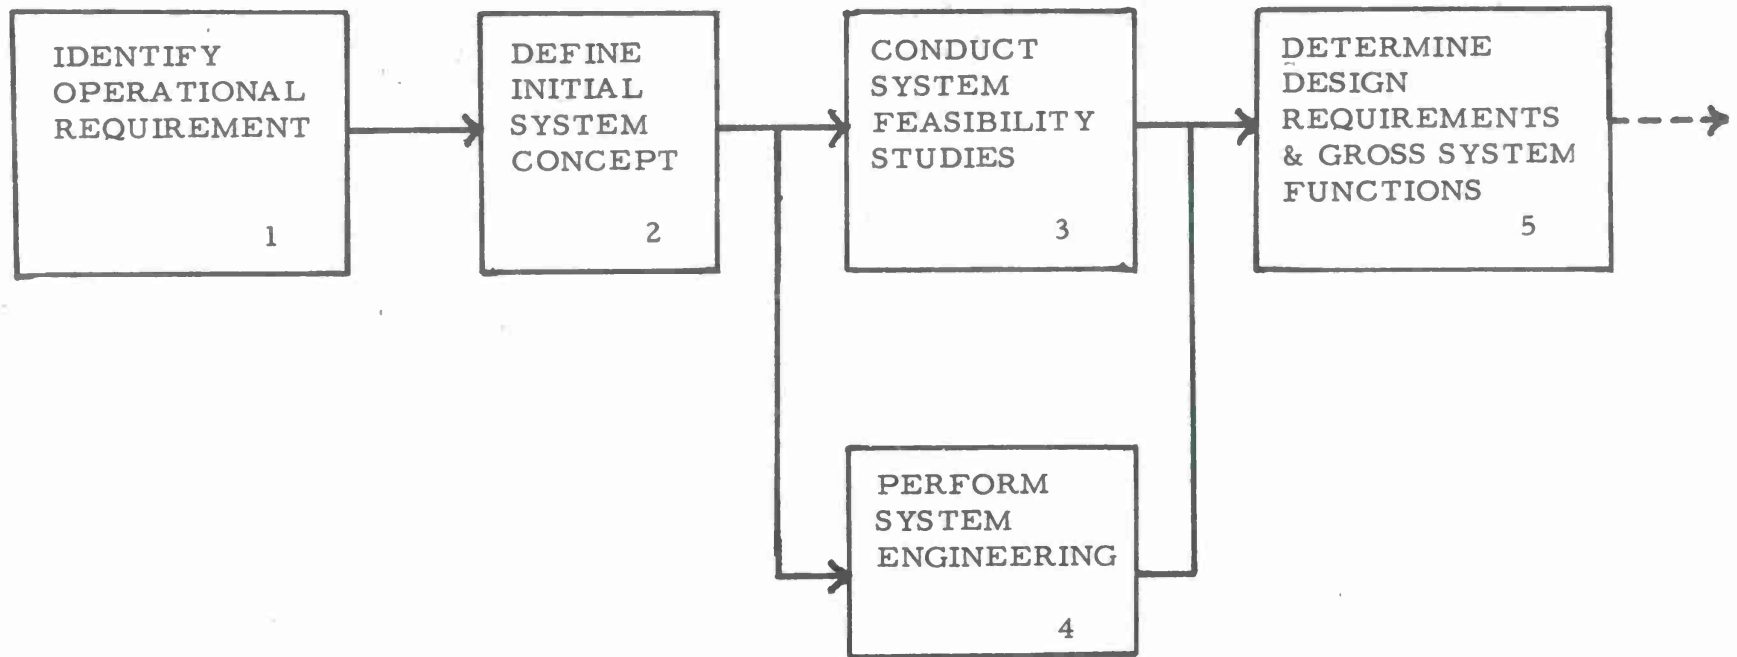 IDENTIFY
OPERATIONAL
REQUIREMENT
1
DEFINE
INITIAL
SYSTEM
CONCEPT
2
CONDUCT
SYSTEM
FEASIBILITY
STUDIES
3
DETERMINE
DESIGN
REQUIREMENTS
& GROSS SYSTEM
FUNCTIONS
5
PERFORM
SYSTEM
ENGINEERING
4